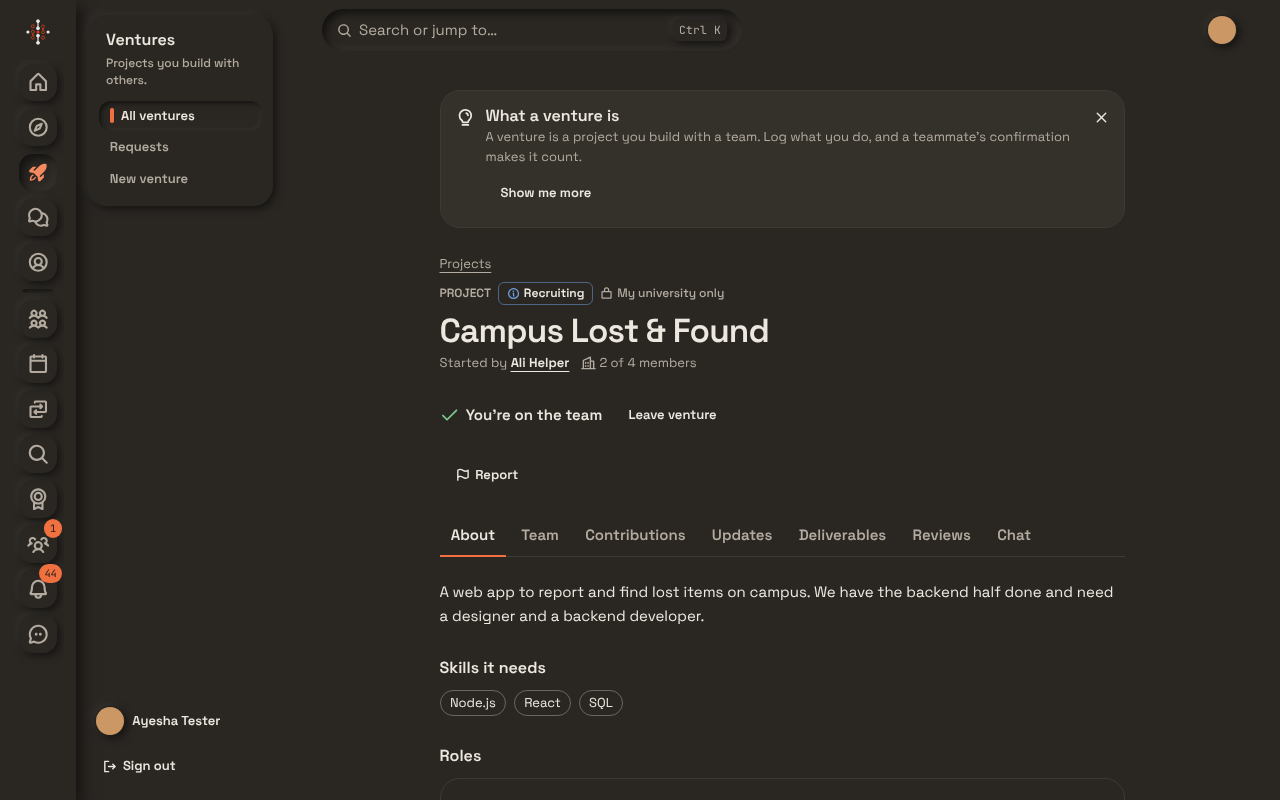 Ventures
Projects you build with
others.
All ventures
Requests
New venture
Search or jump to…
Ctrl K
What a venture is
A venture is a project you build with a team. Log what you do, and a teammate’s confirmation
makes it count.
Show me more
Projects
PROJECT Recruiting My university only
Campus Lost & Found
Started by Ali Helper 2 of 4 members
You’re on the team Leave venture
Report
About Team Contributions Updates Deliverables Reviews Chat
A web app to report and find lost items on campus. We have the backend half done and need
a designer and a backend developer.
Skills it needs
Node.js React SQL
Roles
1
44
Ayesha Tester
Sign out